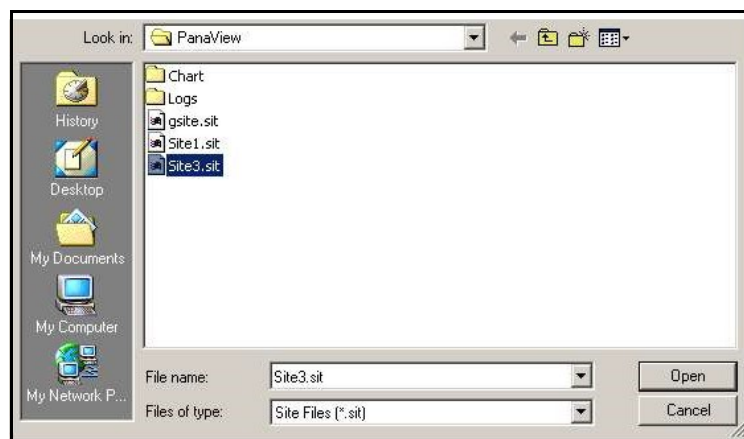 Look in: PanaView
History
Desktop
My Documents
My Computer
My Network P...
Chart
Logs
gsite.sit
Site1.sit
Site3.sit
File name: Site3.sit Open
Files of type: Site Files (*.sit) Cancel